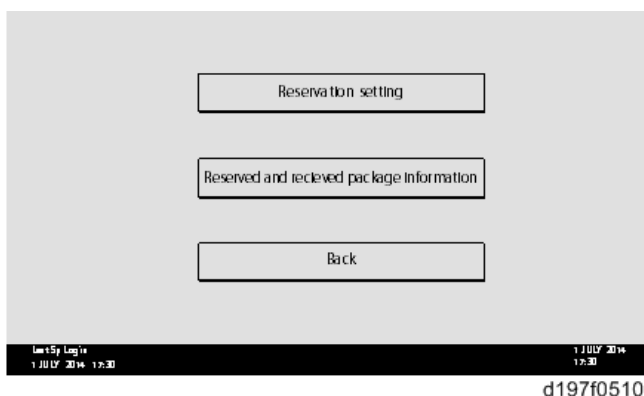 Reservation setting
Reserved and recieved package information
Back
Last Sp Login
1 JULY 2014 17:30
1 JULY 2014
17:30
d197f0510